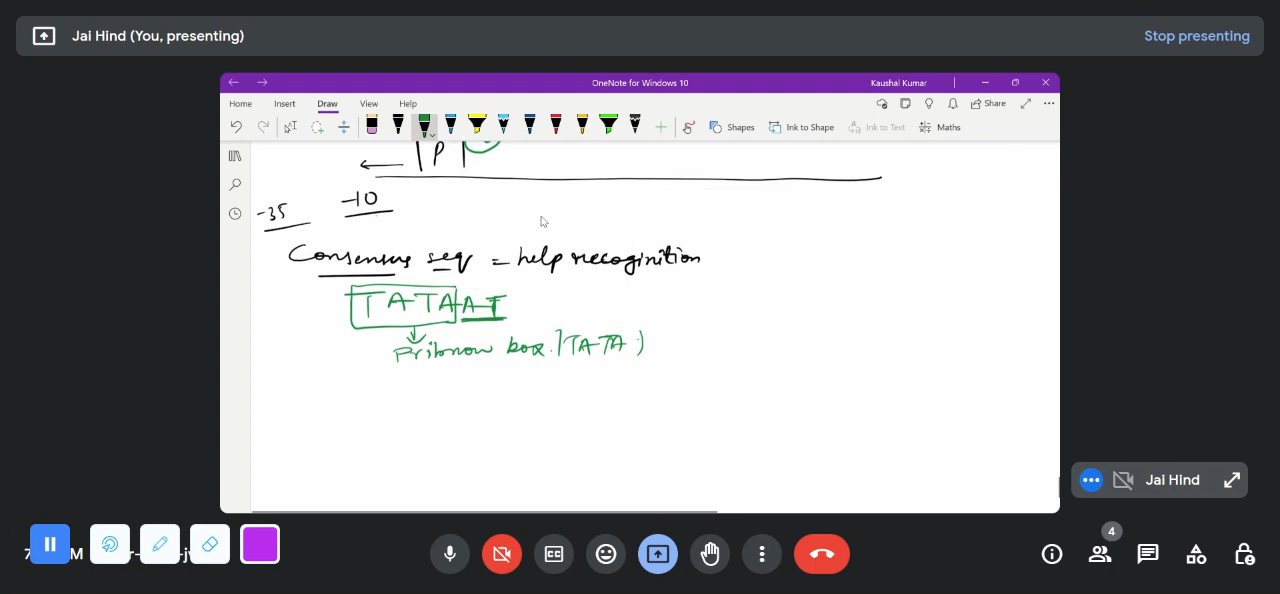 Jai Hind (You, presenting)
Stop presenting
OneNote for Windows 10
Kaushal Kumar
Home Insert Draw View Help
Share
Shapes Ink to Shape Ink to Text Maths
P
-35 -10
Consensus seq = help recoginition
TATAAT
Pribnow box (TATA)
Jai Hind
4
M